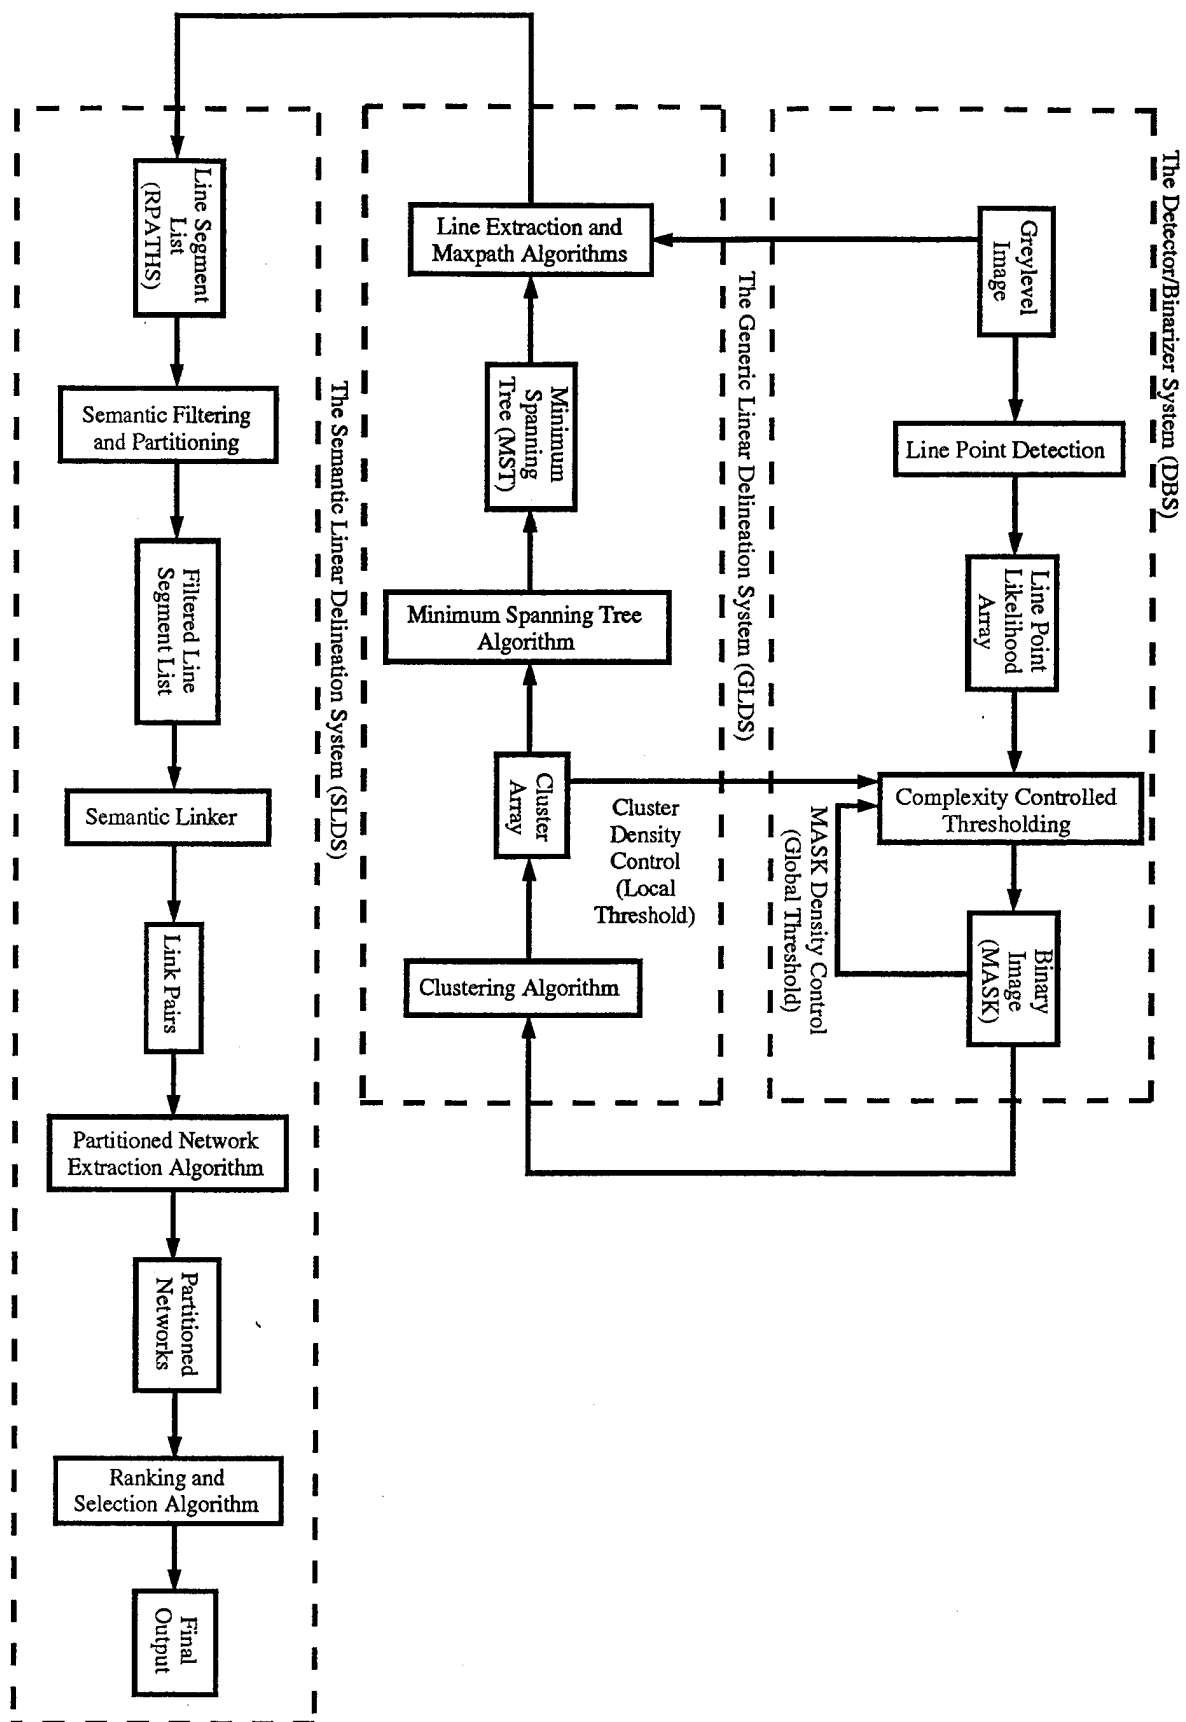 The Detector/Binarizer System (DBS)
Greylevel
Image
Line Point Detection
Line Point
Likelihood
Array
Complexity Controlled
Thresholding
MASK Density Control
(Global Threshold)
Binary
Image
(MASK)
The Generic Linear Delineation System (GLDS)
Line Extraction and
Maxpath Algorithms
Minimum
Spanning
Tree (MST)
Minimum Spanning Tree
Algorithm
Cluster
Array
Cluster
Density
Control
(Local
Threshold)
Clustering Algorithm
The Semantic Linear Delineation System (SLDS)
Line Segment
List
(RPATHS)
Semantic Filtering
and Partitioning
Filtered Line
Segment List
Semantic Linker
Link Pairs
Partitioned Network
Extraction Algorithm
Partitioned
Networks
Ranking and
Selection Algorithm
Final
Output